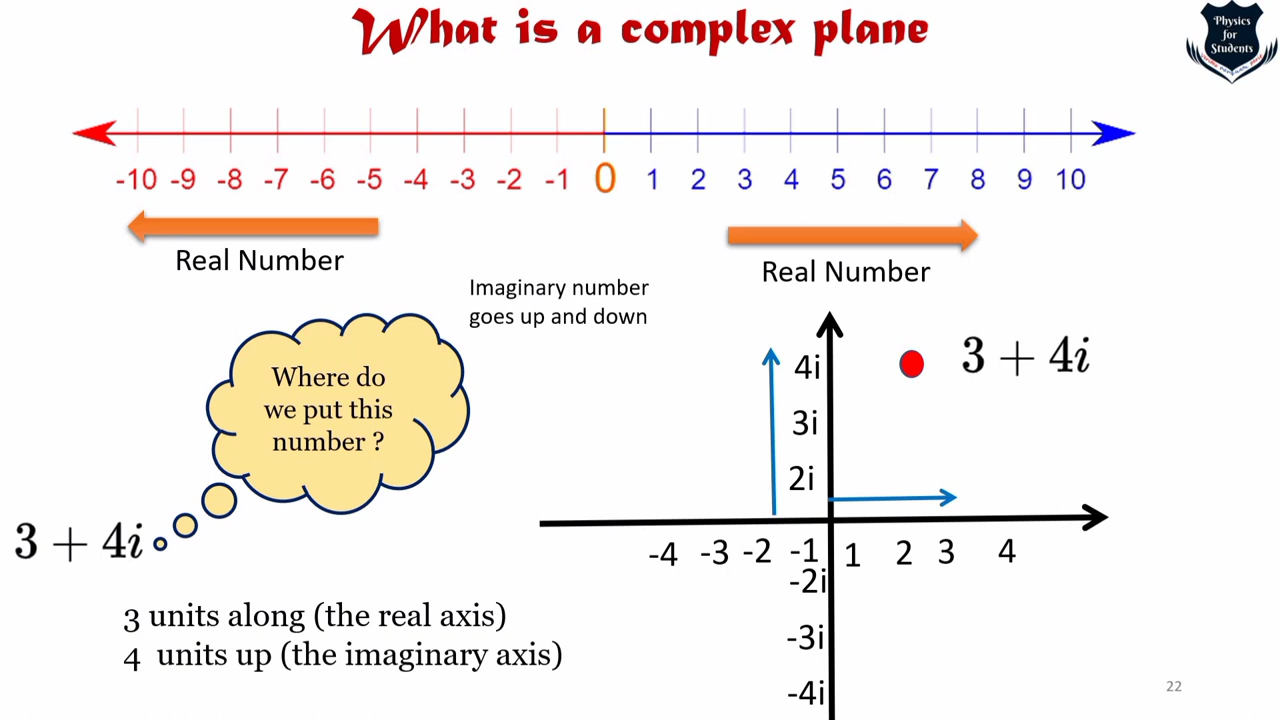 What is a complex plane
Physics
for
Students
-10 -9 -8 -7 -6 -5 -4 -3 -2 -1 0 1 2 3 4 5 6 7 8 9 10
Real Number
Real Number
Imaginary number
goes up and down
Where do
we put this
number ?
3 + 4i
3 units along (the real axis)
4 units up (the imaginary axis)
4i
3i
2i
3 + 4i
-4 -3 -2 -1 1 2 3 4
-2i
-3i
-4i
22